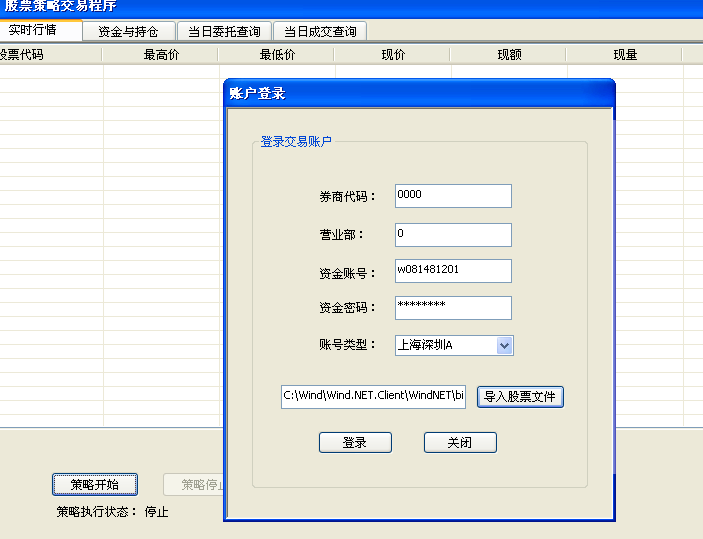 股票策略交易程序
实时行情 资金与持仓 当日委托查询 当日成交查询
股票代码 最高价 最低价 现价 现额 现量
账户登录
登录交易账户
券商代码： 0000
营业部： 0
资金账号： w081481201
资金密码： ********
账号类型： 上海深圳A
C:\Wind\Wind.NET.Client\WindNET\bi 导入股票文件
登录 关闭
策略开始 策略停
策略执行状态： 停止